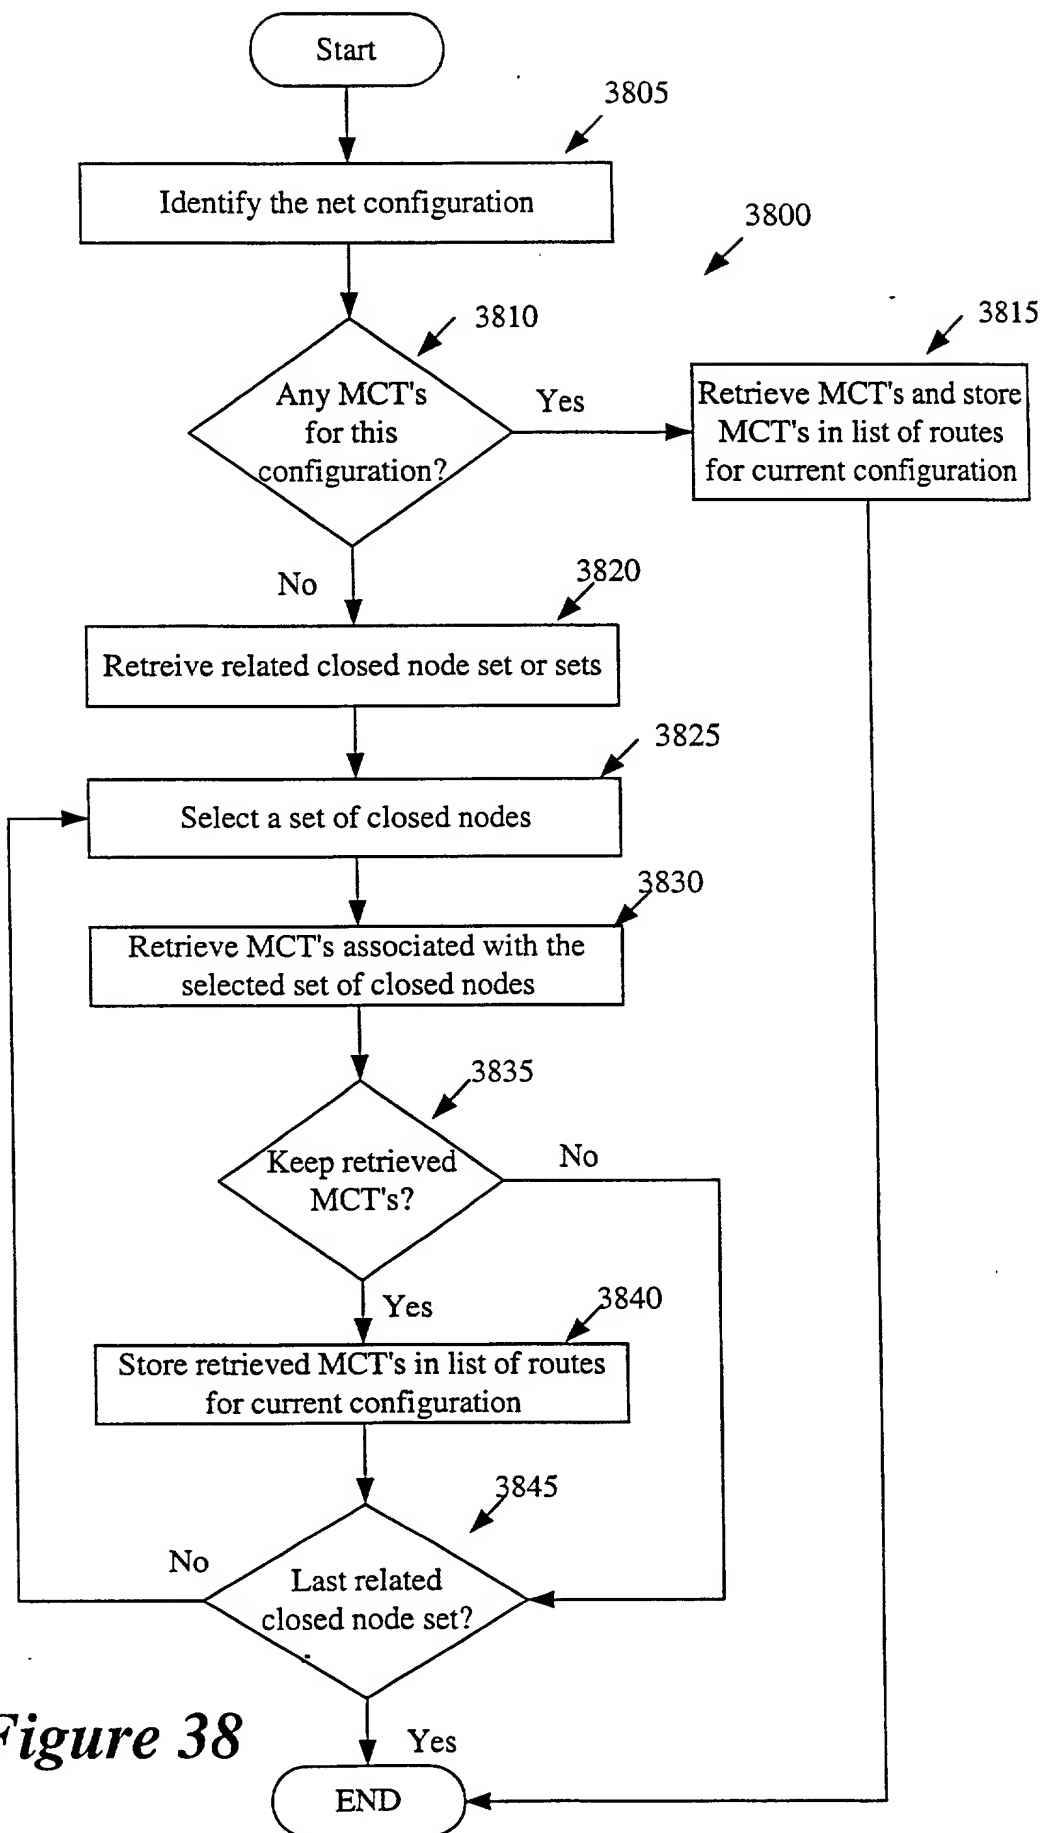 Start
3805
Identify the net configuration
3800
3810
3815
Any MCT's
for this
configuration?
Yes
Retrieve MCT's and store
MCT's in list of routes
for current configuration
No
3820
Retreive related closed node set or sets
3825
Select a set of closed nodes
3830
Retrieve MCT's associated with the
selected set of closed nodes
3835
Keep retrieved
MCT's?
No
Yes
3840
Store retrieved MCT's in list of routes
for current configuration
3845
No
Last related
closed node set?
Figure 38
Yes
END